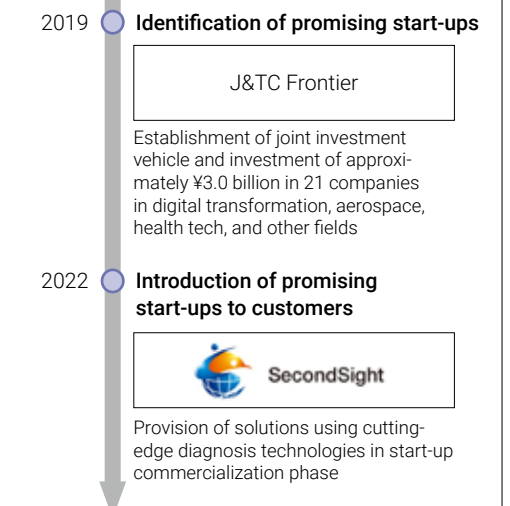 2019 Identification of promising start-ups
J&TC Frontier
Establishment of joint investment
vehicle and investment of approxi-
mately ¥3.0 billion in 21 companies
in digital transformation, aerospace,
health tech, and other fields
2022 Introduction of promising
start-ups to customers
SecondSight
Provision of solutions using cutting-
edge diagnosis technologies in start-up
commercialization phase